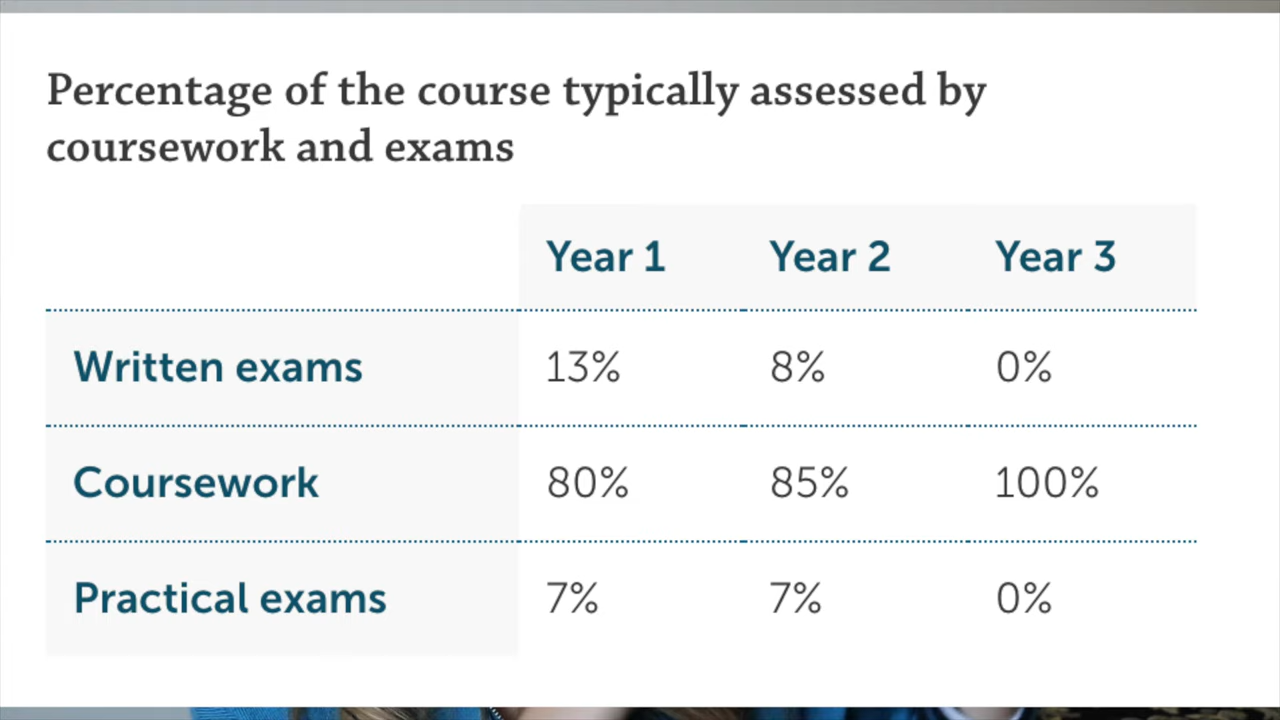 Percentage of the course typically assessed by
coursework and exams
Year 1 Year 2 Year 3
Written exams 13% 8% 0%
Coursework 80% 85% 100%
Practical exams 7% 7% 0%